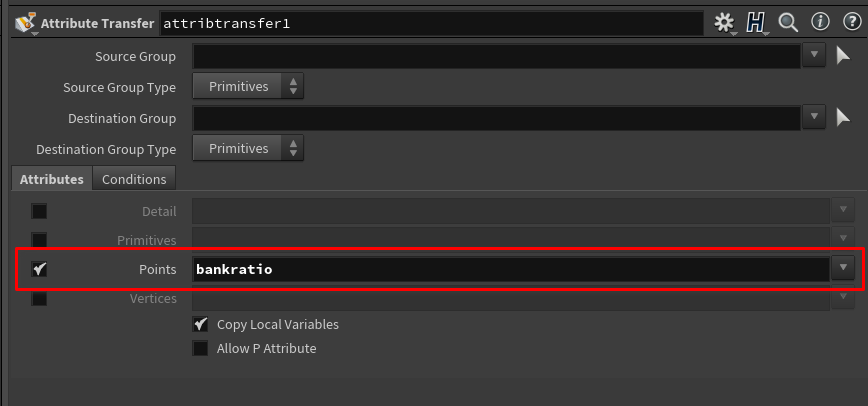 Attribute Transfer attribtransfer1
Source Group
Source Group Type Primitives
Destination Group
Destination Group Type Primitives
Attributes Conditions
Detail
Primitives
Points bankratio
Vertices
Copy Local Variables
Allow P Attribute